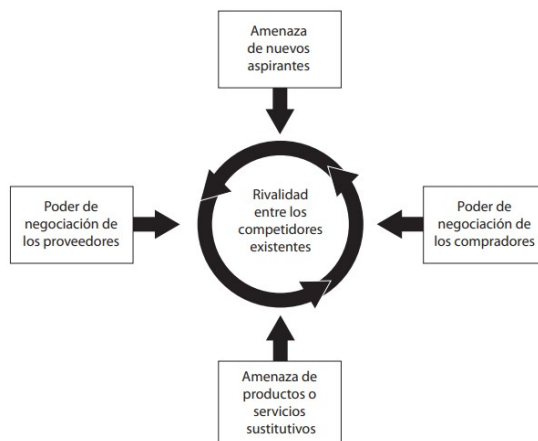 Amenaza
de nuevos
aspirantes
Poder de
negociación de
los proveedores
Rivalidad
entre los
competidores
existentes
Poder de
negociación de
los compradores
Amenaza de
productos o
servicios
sustitutivos